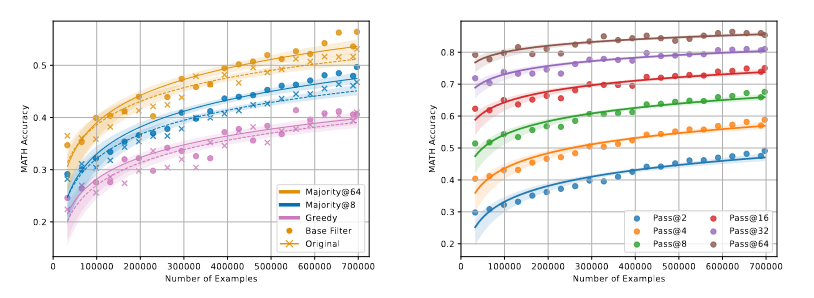 MATH Accuracy
0.5
0.4
0.3
0.2
0 100000 200000 300000 400000 500000 600000 700000
Number of Examples
Majority@64
Majority@8
Greedy
Base Filter
Original
MATH Accuracy
0.8
0.7
0.6
0.5
0.4
0.3
0.2
0 100000 200000 300000 400000 500000 600000 700000
Number of Examples
Pass@2 Pass@16
Pass@4 Pass@32
Pass@8 Pass@64